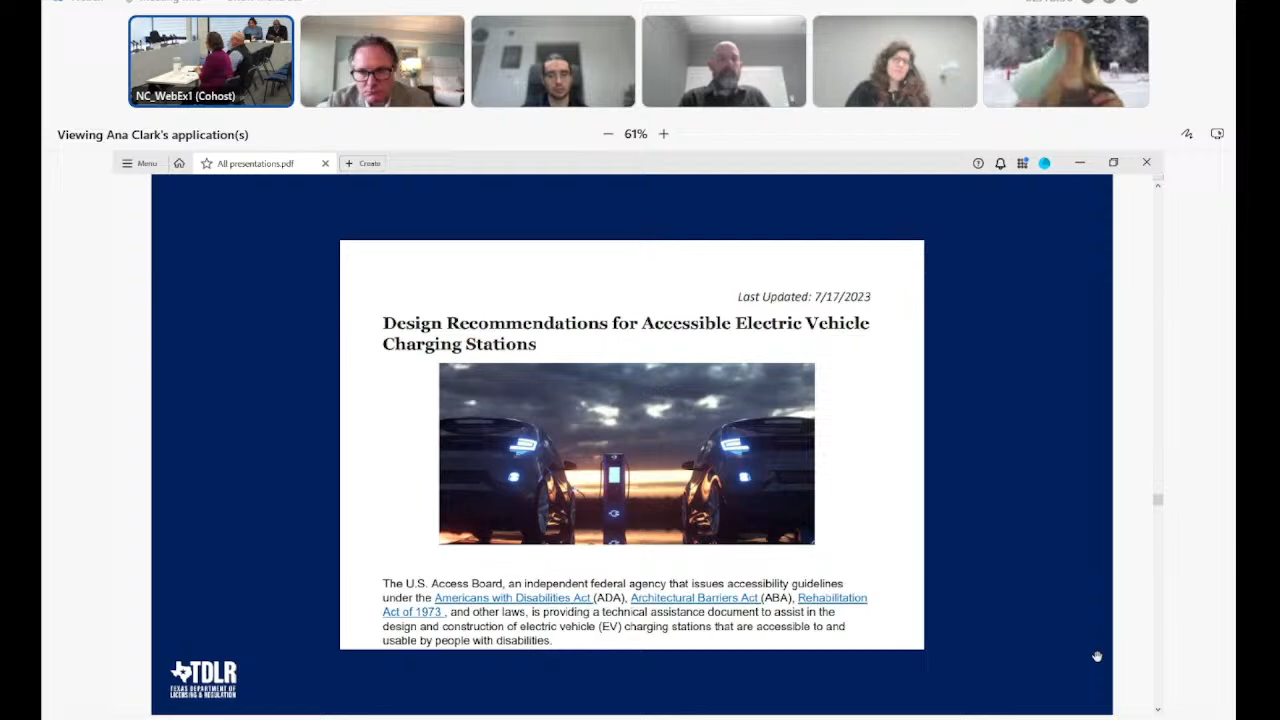 NC_WebEx1 (Cohost)
Viewing Ana Clark's application(s)
61%
Menu
All presentations.pdf
Create
Last Updated: 7/17/2023
Design Recommendations for Accessible Electric Vehicle
Charging Stations
The U.S. Access Board, an independent federal agency that issues accessibility guidelines
under the Americans with Disabilities Act (ADA), Architectural Barriers Act (ABA), Rehabilitation
Act of 1973 , and other laws, is providing a technical assistance document to assist in the
design and construction of electric vehicle (EV) charging stations that are accessible to and
usable by people with disabilities.
TDLR
TEXAS DEPARTMENT OF
LICENSING & REGULATION